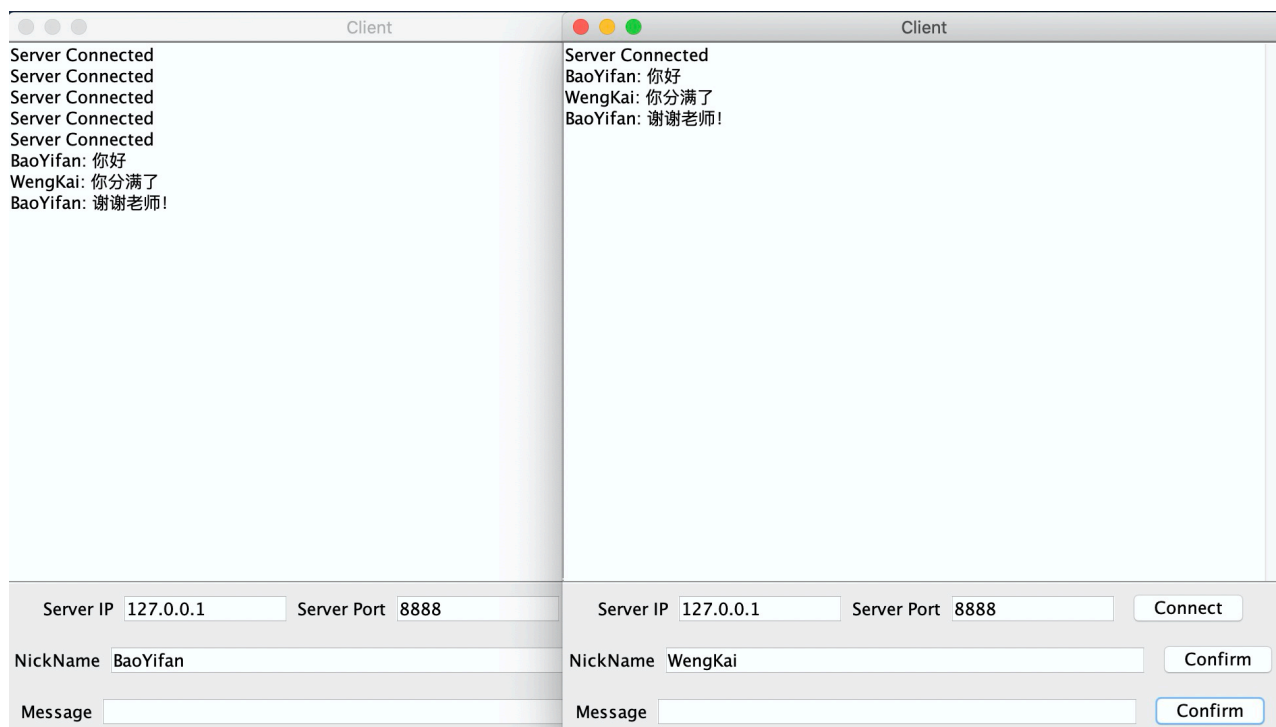 Client
Server Connected
Server Connected
Server Connected
Server Connected
Server Connected
BaoYifan: 你好
WengKai: 你分满了
BaoYifan: 谢谢老师!
Server IP 127.0.0.1 Server Port 8888
NickName BaoYifan
Message
Client
Server Connected
BaoYifan: 你好
WengKai: 你分满了
BaoYifan: 谢谢老师!
Server IP 127.0.0.1 Server Port 8888 Connect
NickName WengKai Confirm
Message Confirm